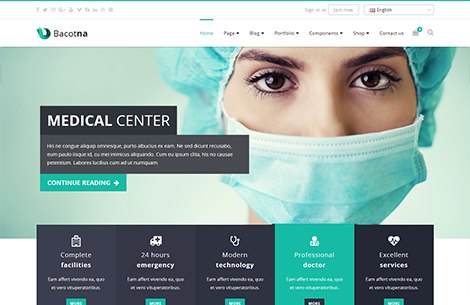 Sign in or Join now English
Bacotna
Home Page Blog Portfolio Components Shop Contact us
MEDICAL CENTER
His ne congue aliquip omnesque, purto albucius ex eam. Ne sed dicunt recusabo,
eum paulo iisque id, cu mei inimicus aliquando. Cum eu ipsum clita, his no causae
petentium. Labores lucilius cam ad ut numquam.
CONTINUE READING
Complete
facilities
Eam affert vivendo ea, quo
et vero vituperatoribus.
MORE
24 hours
emergency
Eam affert vivendo ea, quo
et vero vituperatoribus.
MORE
Modern
technology
Eam affert vivendo ea, quo
et vero vituperatoribus.
MORE
Professional
doctor
Eam affert vivendo ea, quo
et vero vituperatoribus.
MORE
Excellent
services
Eam affert vivendo ea, quo
et vero vituperatoribus.
MORE